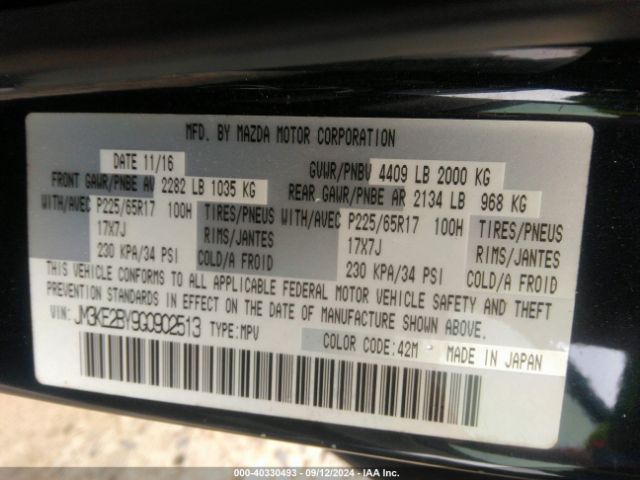 MFD. BY MAZDA MOTOR CORPORATION
DATE 11/16 GVWR/PNBV 4409 LB 2000 KG
FRONT GAWR/PNBE AV 2282 LB 1035 KG REAR GAWR/PNBE AR 2134 LB 968 KG
WITH/AVEC P225/65R17 100H TIRES/PNEUS WITH/AVEC P225/65R17 100H TIRES/PNEUS
17X7J RIMS/JANTES 17X7J RIMS/JANTES
230 KPA/34 PSI COLD/A FROID 230 KPA/34 PSI COLD/A FROID
THIS VEHICLE CONFORMS TO ALL APPLICABLE FEDERAL MOTOR VEHICLE SAFETY AND THEFT
PREVENTION STANDARDS IN EFFECT ON THE DATE OF MANUFACTURE SHOWN ABOVE.
VIN: JM3KE2BY9G0902513 TYPE:MPV
COLOR CODE:42M MADE IN JAPAN
000-40330493 - 09/12/2024 - IAA Inc.